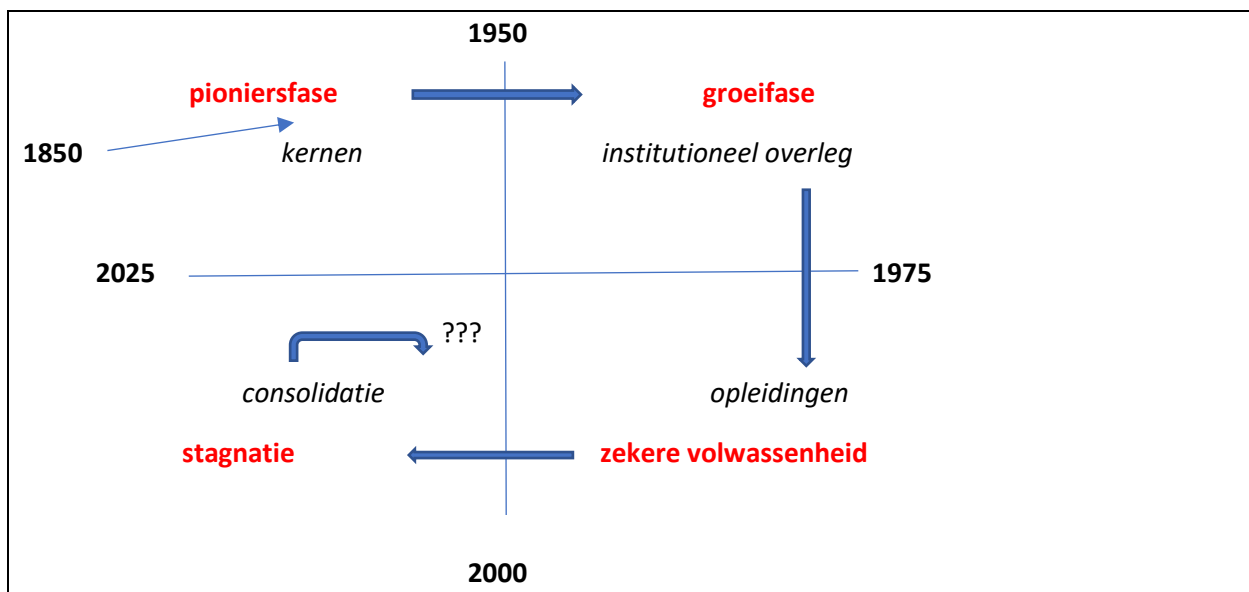 1950
pioniersfase groeifase
1850 kernen institutioneel overleg
2025 1975
???
consolidatie opleidingen
stagnatie zekere volwassenheid
2000